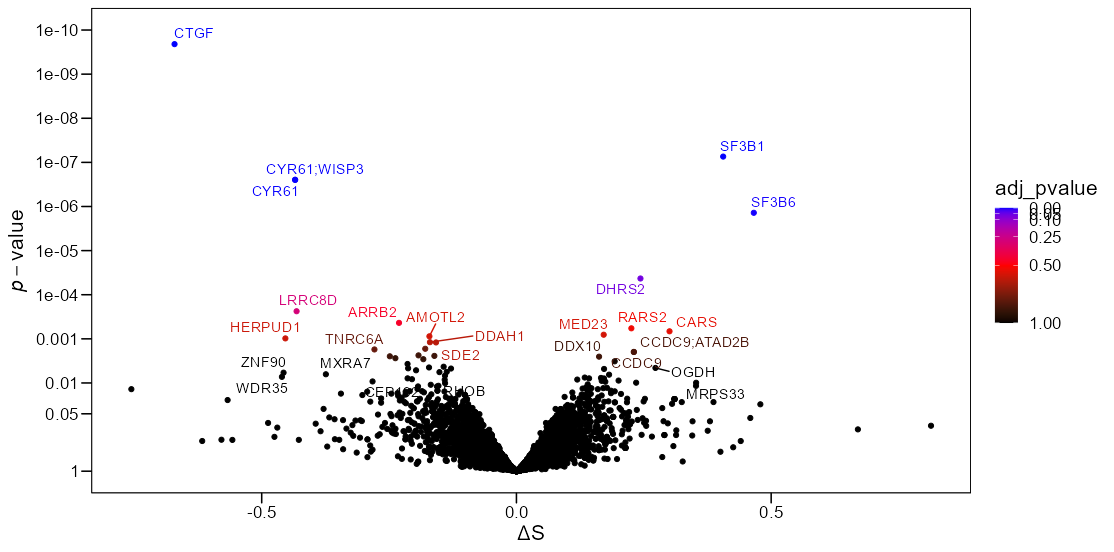 CTGF
SF3B1
CYR61;WISP3
CYR61
SF3B6
DHRS2
LRRC8D
ARRB2
AMOTL2
HERPUD1
DDAH1
MED23
RARS2
CARS
TNRC6A
SDE2
DDX10
CCDC9;ATAD2B
CCDC9
ZNF90
MXRA7
OGDH
WDR35
RHOB
MRPS33
1e-10
1e-09
1e-08
1e-07
1e-06
1e-05
1e-04
0.001
0.01
0.05
1
p – value
-0.5
0.0
0.5
ΔS
adj_pvalue
0.00
0.05
0.10
0.25
0.50
1.00